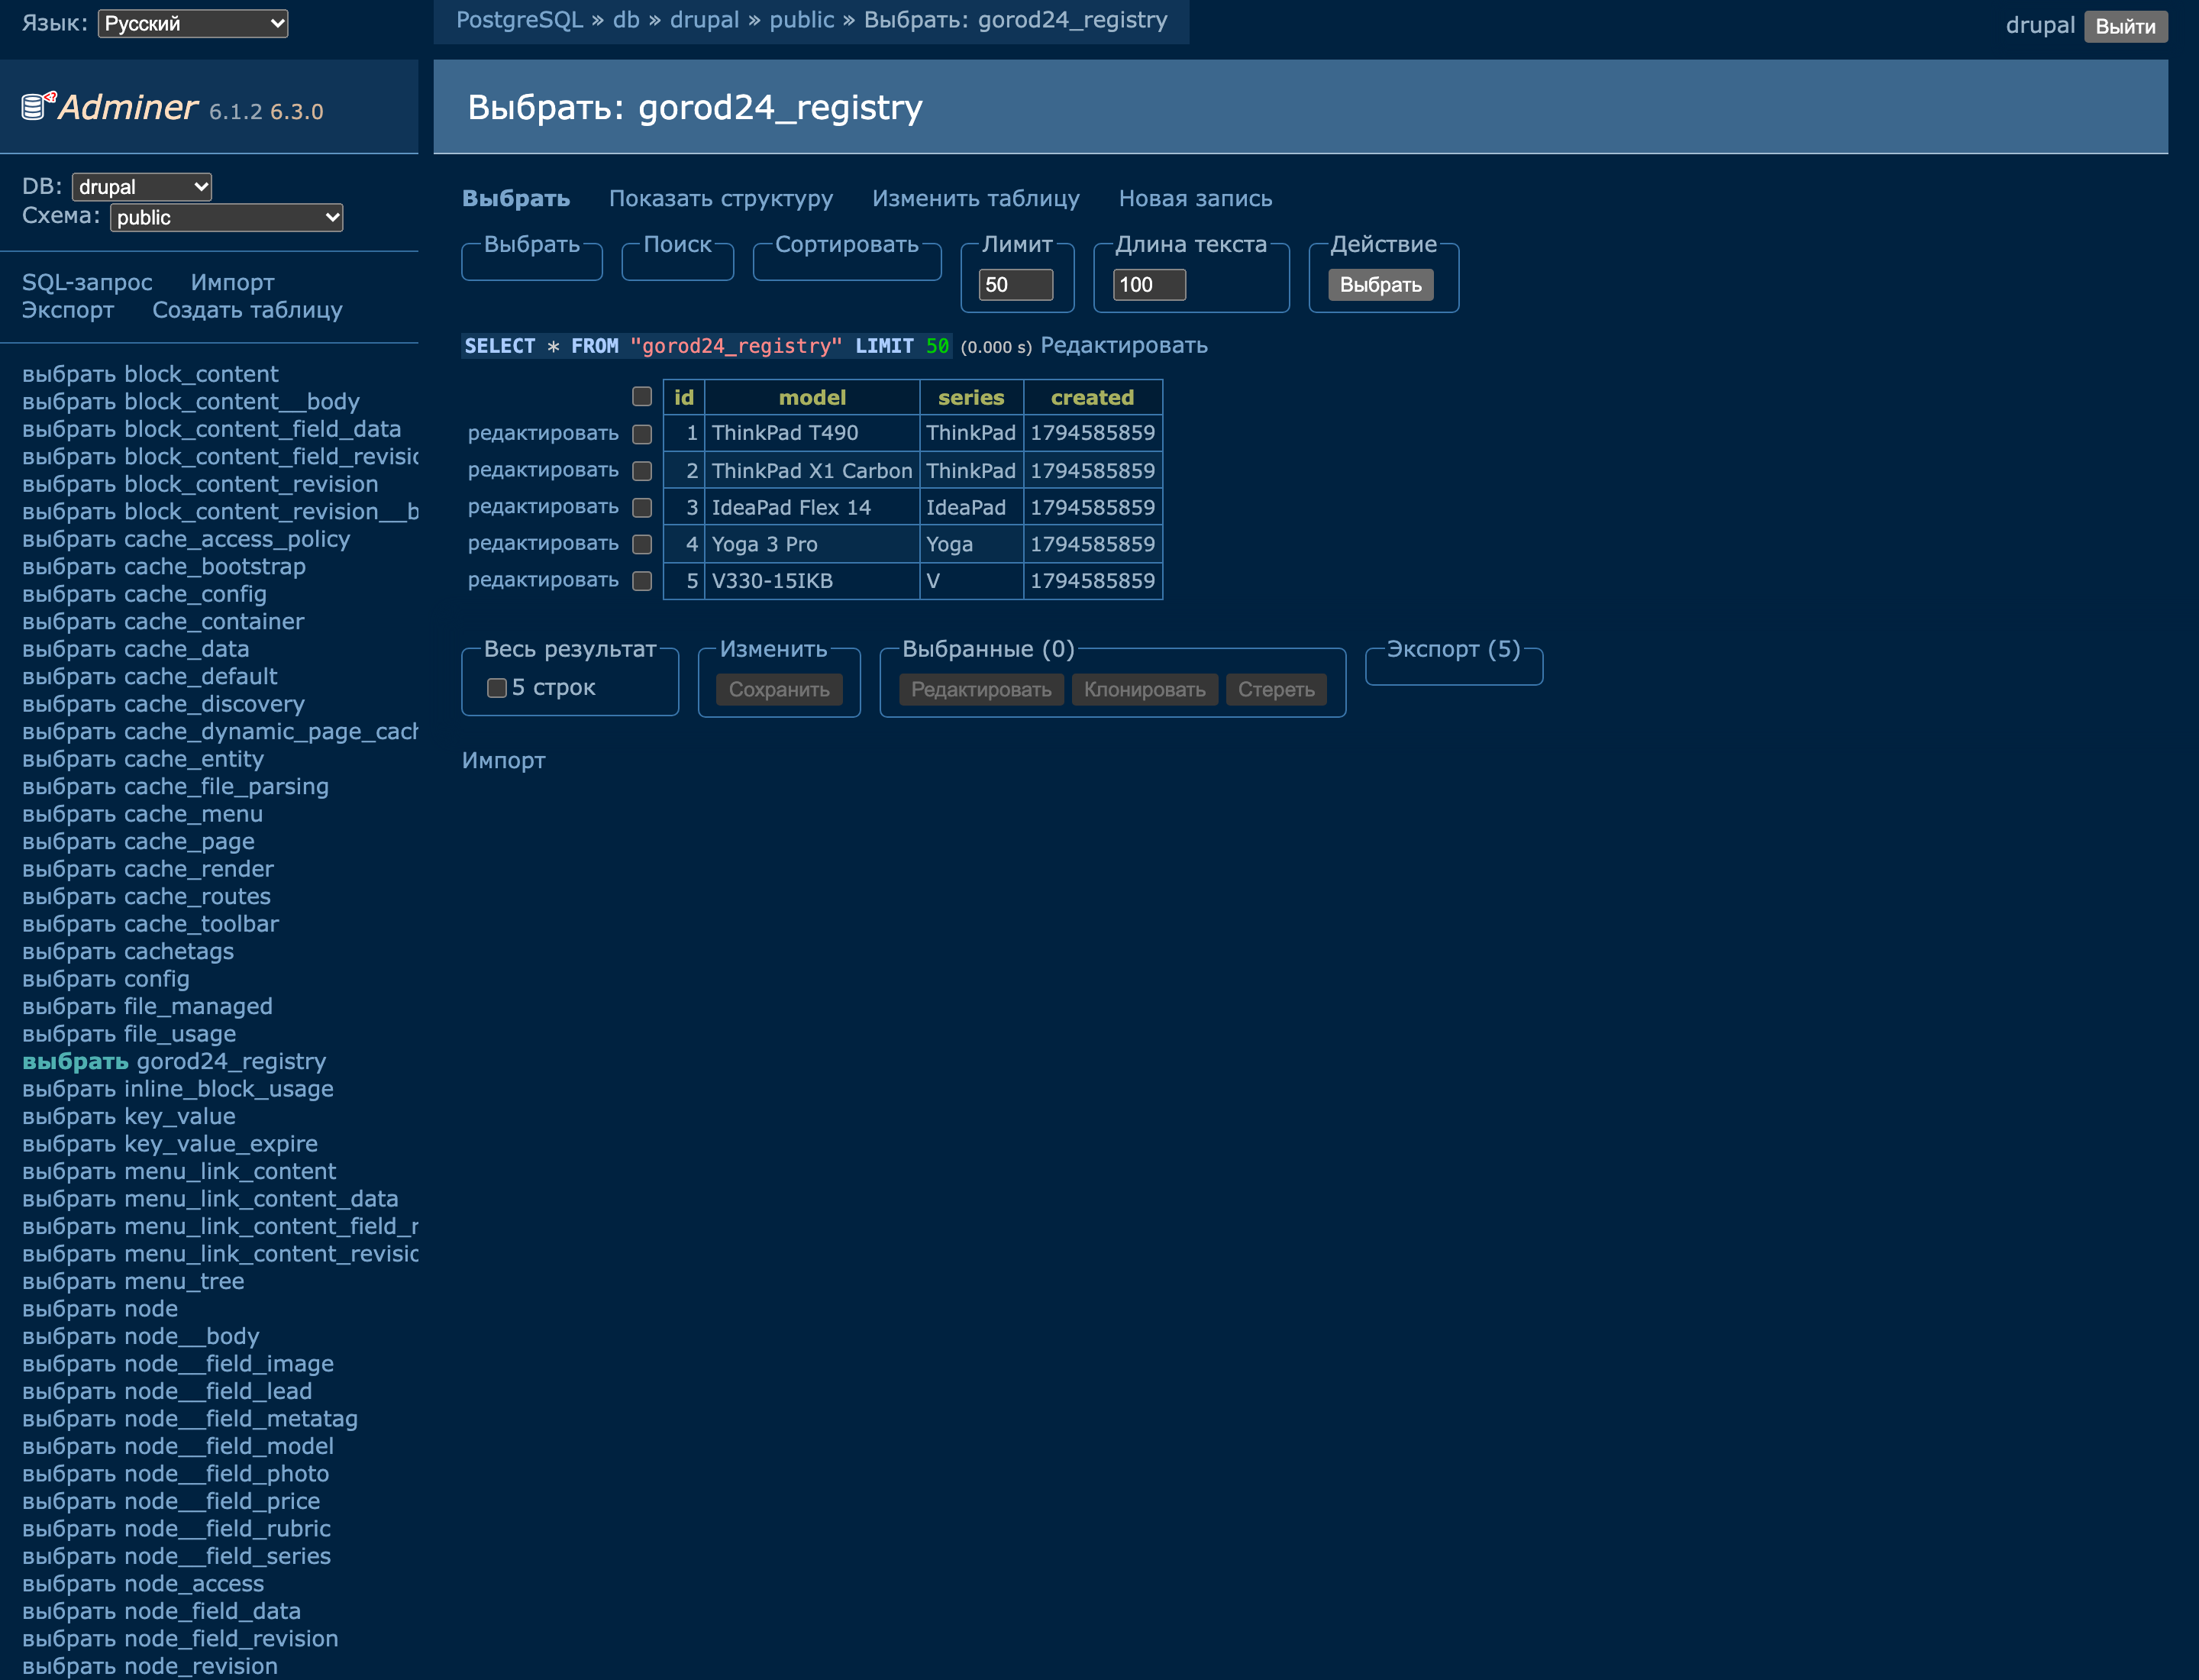 Язык: Русский
PostgreSQL » db » drupal » public » Выбрать: gorod24_registry
drupal Выйти
Adminer 6.1.2 6.3.0
Выбрать: gorod24_registry
DB: drupal
Схема: public
SQL-запрос Импорт
Экспорт Создать таблицу
выбрать block_content
выбрать block_content__body
выбрать block_content_field_data
выбрать block_content_field_revisic
выбрать block_content_revision
выбрать block_content_revision__b
выбрать cache_access_policy
выбрать cache_bootstrap
выбрать cache_config
выбрать cache_container
выбрать cache_data
выбрать cache_default
выбрать cache_discovery
выбрать cache_dynamic_page_cach
выбрать cache_entity
выбрать cache_file_parsing
выбрать cache_menu
выбрать cache_page
выбрать cache_render
выбрать cache_routes
выбрать cache_toolbar
выбрать cachetags
выбрать config
выбрать file_managed
выбрать file_usage
выбрать gorod24_registry
выбрать inline_block_usage
выбрать key_value
выбрать key_value_expire
выбрать menu_link_content
выбрать menu_link_content_data
выбрать menu_link_content_field_r
выбрать menu_link_content_revisic
выбрать menu_tree
выбрать node
выбрать node__body
выбрать node__field_image
выбрать node__field_lead
выбрать node__field_metatag
выбрать node__field_model
выбрать node__field_photo
выбрать node__field_price
выбрать node__field_rubric
выбрать node__field_series
выбрать node_access
выбрать node_field_data
выбрать node_field_revision
выбрать node_revision
Выбрать Показать структуру Изменить таблицу Новая запись
Выбрать Поиск Сортировать Лимит Длина текста Действие
50 100 Выбрать
SELECT * FROM "gorod24_registry" LIMIT 50 (0.000 s) Редактировать
id model series created
редактировать 1 ThinkPad T490 ThinkPad 1794585859
редактировать 2 ThinkPad X1 Carbon ThinkPad 1794585859
редактировать 3 IdeaPad Flex 14 IdeaPad 1794585859
редактировать 4 Yoga 3 Pro Yoga 1794585859
редактировать 5 V330-15IKB V 1794585859
Весь результат Изменить Выбранные (0) Экспорт (5)
5 строк Сохранить Редактировать Клонировать Стереть
Импорт